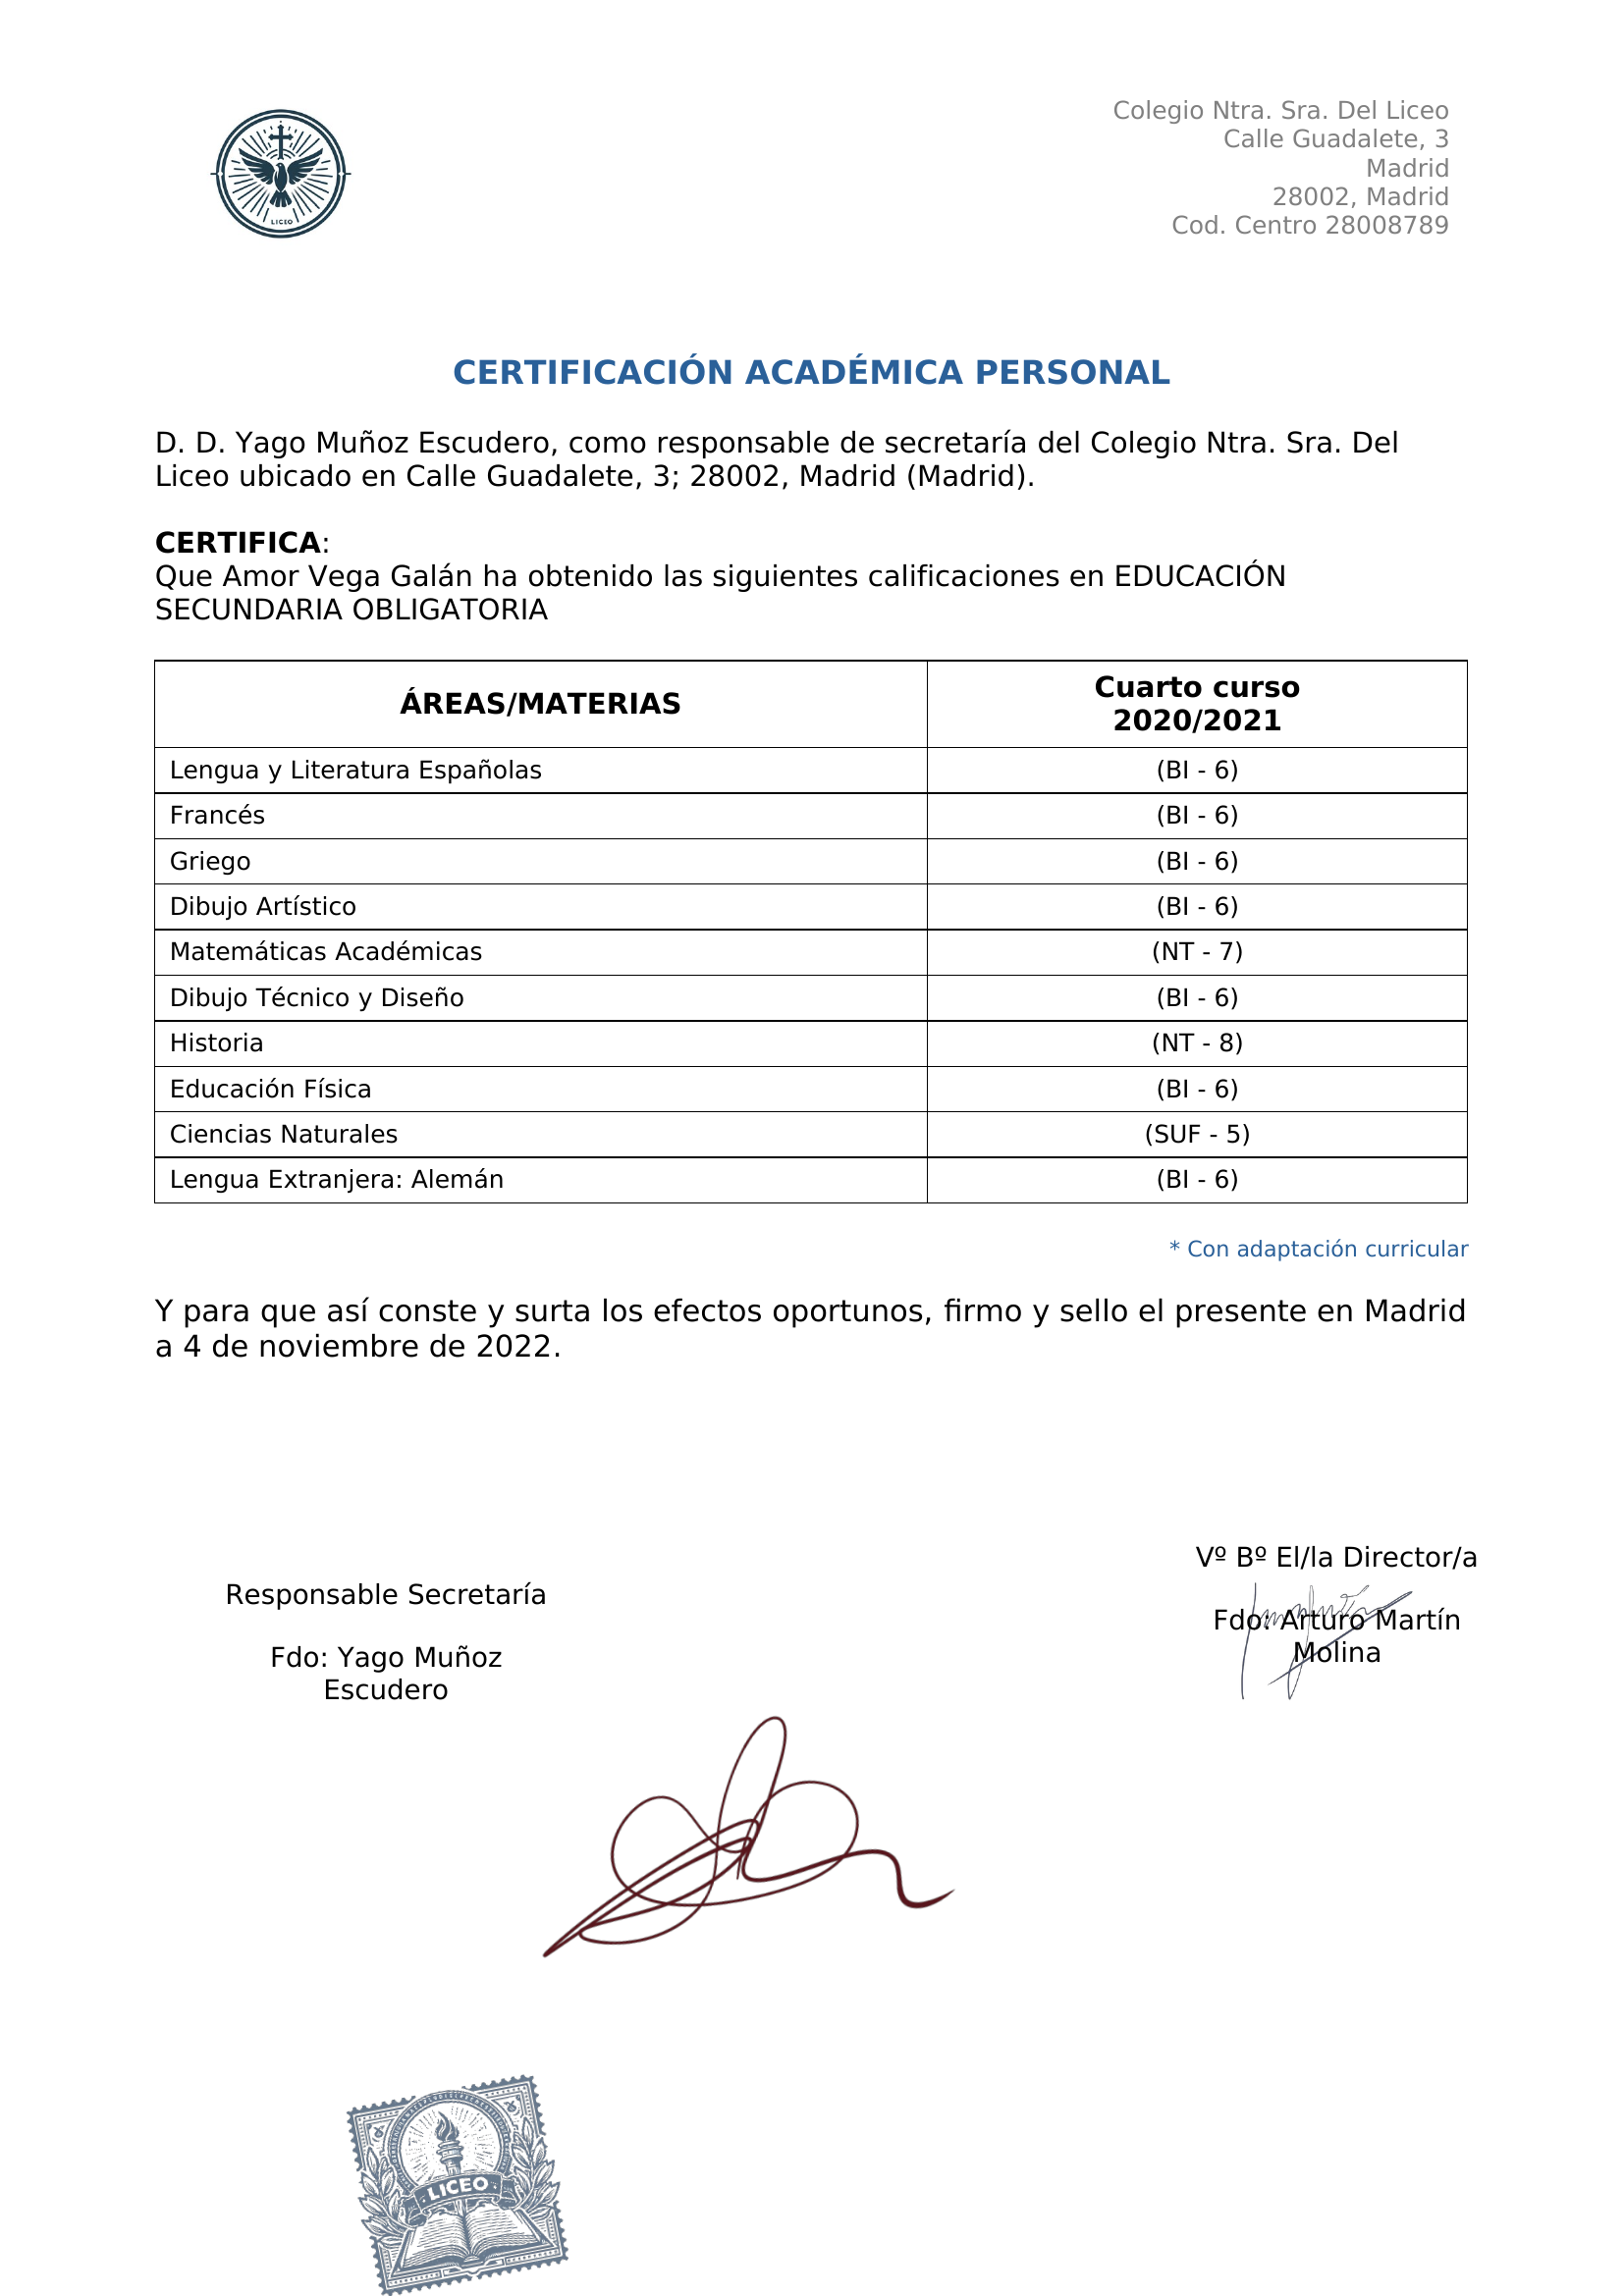 LICEO
Colegio Ntra. Sra. Del Liceo
Calle Guadalete, 3
Madrid
28002, Madrid
Cod. Centro 28008789
CERTIFICACIÓN ACADÉMICA PERSONAL
D. D. Yago Muñoz Escudero, como responsable de secretaría del Colegio Ntra. Sra. Del
Liceo ubicado en Calle Guadalete, 3; 28002, Madrid (Madrid).
CERTIFICA:
Que Amor Vega Galán ha obtenido las siguientes calificaciones en EDUCACIÓN
SECUNDARIA OBLIGATORIA
ÁREAS/MATERIAS
Cuarto curso
2020/2021
Lengua y Literatura Españolas (BI - 6)
Francés (BI - 6)
Griego (BI - 6)
Dibujo Artístico (BI - 6)
Matemáticas Académicas (NT - 7)
Dibujo Técnico y Diseño (BI - 6)
Historia (NT - 8)
Educación Física (BI - 6)
Ciencias Naturales (SUF - 5)
Lengua Extranjera: Alemán (BI - 6)
* Con adaptación curricular
Y para que así conste y surta los efectos oportunos, firmo y sello el presente en Madrid
a 4 de noviembre de 2022.
Responsable Secretaría
Fdo: Yago Muñoz
Escudero
Vº Bº El/la Director/a
Fdo: Arturo Martín
Molina
LICEO